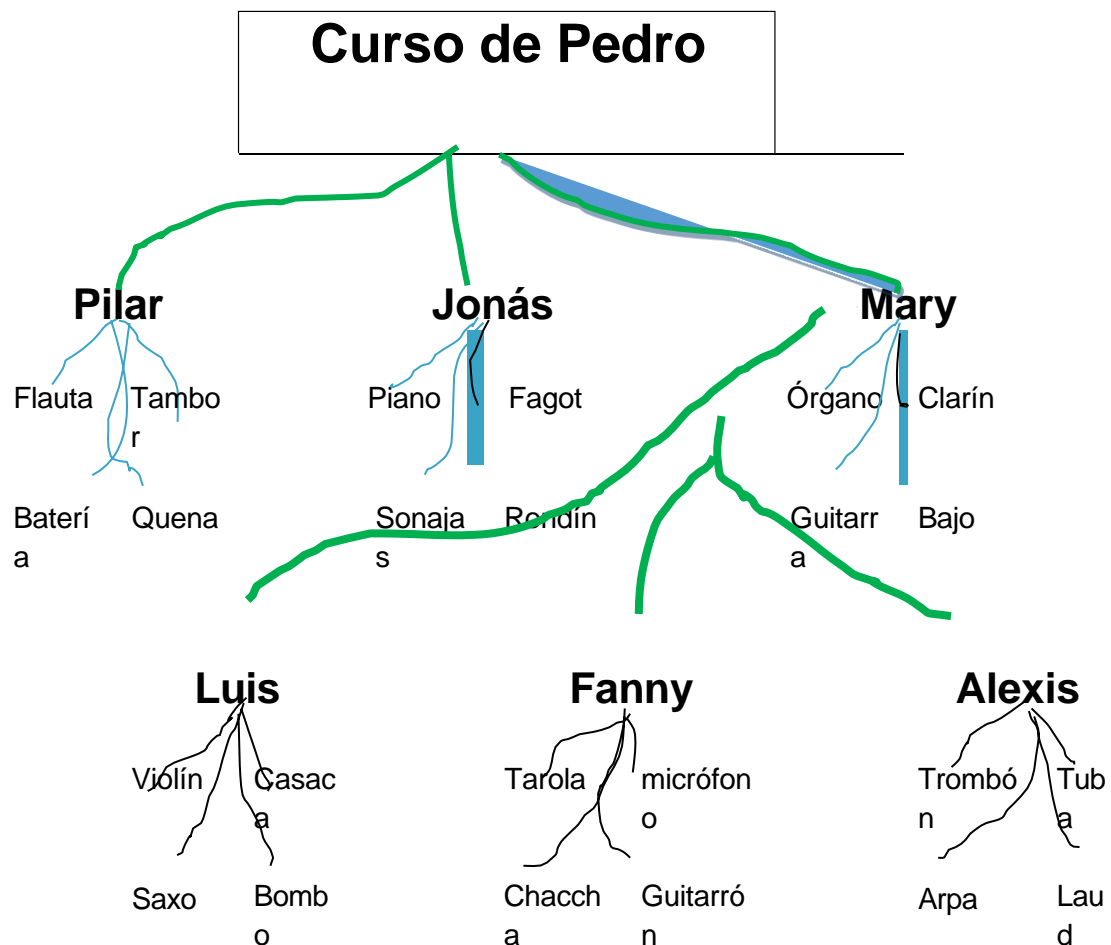 Curso de Pedro
Pilar Jonás Mary
Flauta Tambo Piano Fagot Órgano Clarín
r
Baterí Quena Sonaja Rondín Guitarr Bajo
a s a
Luis Fanny Alexis
Violín Casac Tarola micrófon Trombó Tub
a o n a
Saxo Bomb Chacch Guitarró Arpa Lau
o a n d